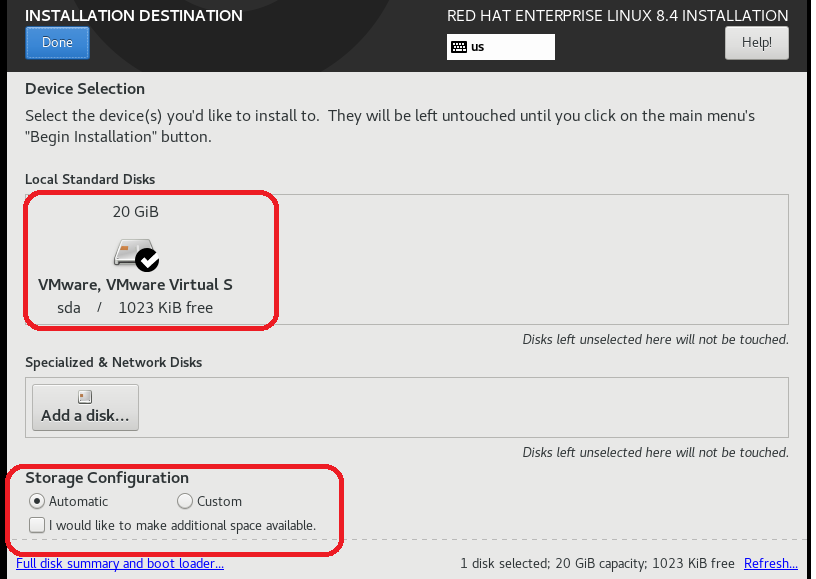 INSTALLATION DESTINATION
RED HAT ENTERPRISE LINUX 8.4 INSTALLATION
Done
us
Help!
Device Selection
Select the device(s) you'd like to install to. They will be left untouched until you click on the main menu's
"Begin Installation" button.
Local Standard Disks
20 GiB
VMware, VMware Virtual S
sda / 1023 KiB free
Disks left unselected here will not be touched.
Specialized & Network Disks
Add a disk...
Disks left unselected here will not be touched.
Storage Configuration
Automatic Custom
I would like to make additional space available.
Full disk summary and boot loader... 1 disk selected; 20 GiB capacity; 1023 KiB free Refresh...